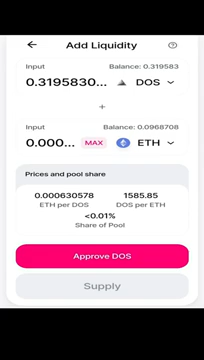 Add Liquidity
Input Balance: 0.319583
0.3195830... DOS
+
Input Balance: 0.0968708
0.000... MAX ETH
Prices and pool share
0.000630578 1585.85 <0.01%
ETH per DOS DOS per ETH Share of Pool
Approve DOS
Supply